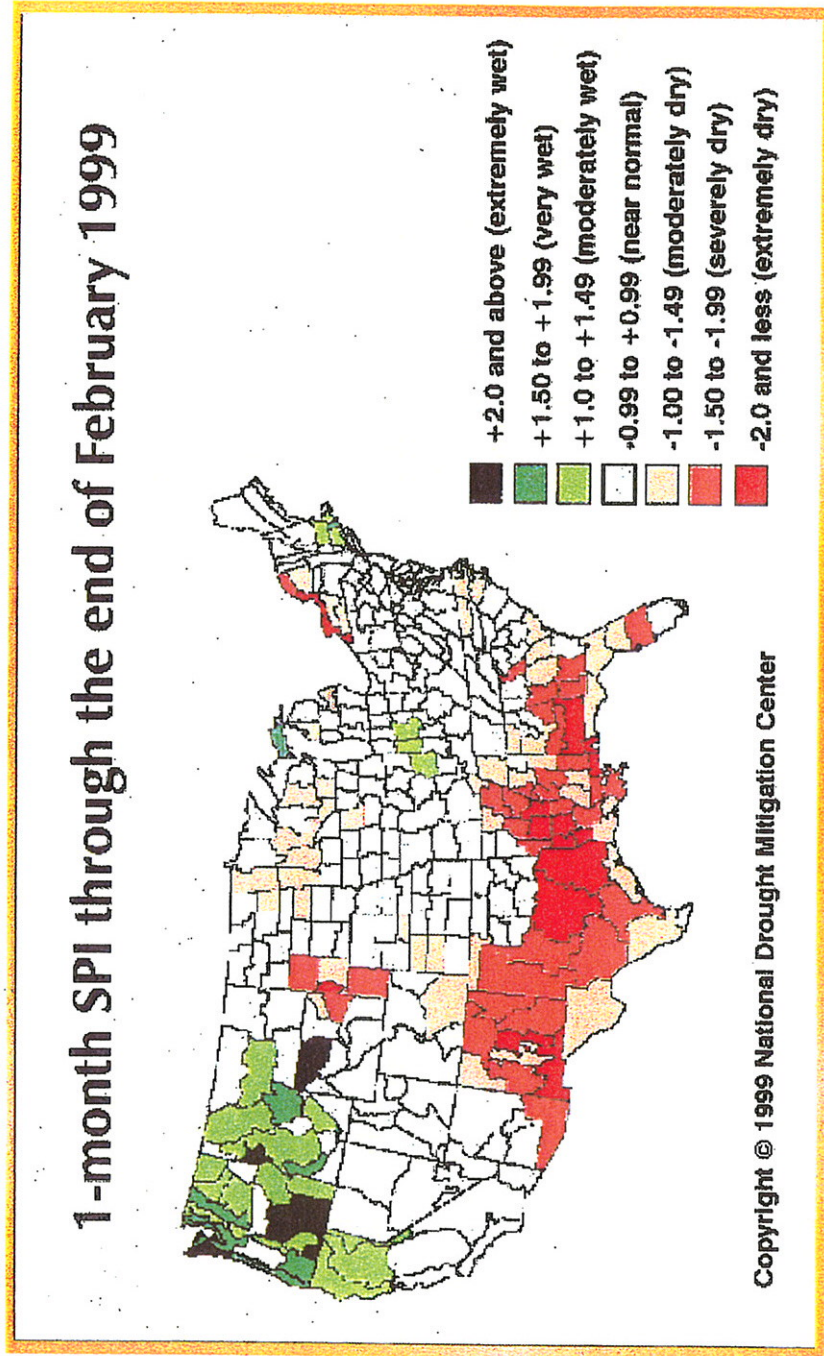 1-month SPI through the end of February 1999
+2.0 and above (extremely wet)
+1.50 to +1.99 (very wet)
+1.0 to +1.49 (moderately wet)
-0.99 to +0.99 (near normal)
-1.00 to -1.49 (moderately dry)
-1.50 to -1.99 (severely dry)
-2.0 and less (extremely dry)
Copyright © 1999 National Drought Mitigation Center